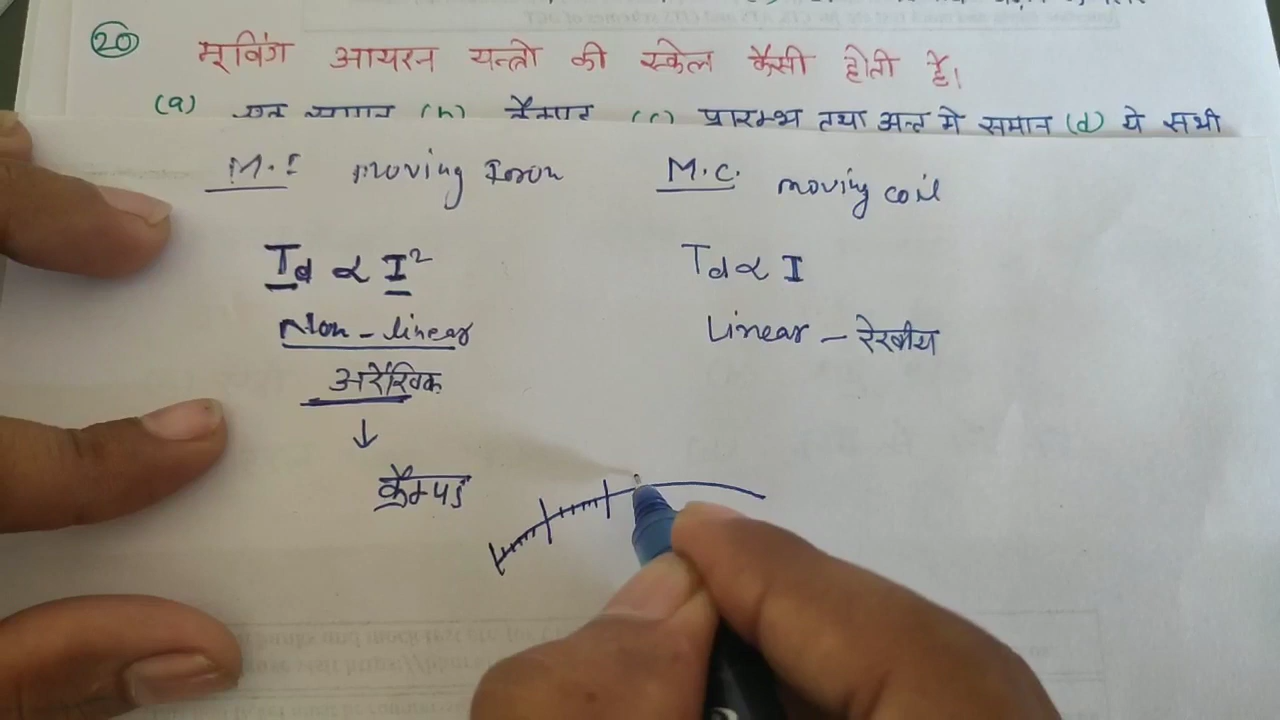 20 मूविंग आयरन यन्त्रो की स्केल कैसी होती है।
(a) (b) (c) प्रारम्भ तथा अन्त मे समान (d) ये सभी
M.I moving Iron
M.C. moving coil
Td ∝ I²
Td ∝ I
Non-linear
Linear - रेखीय
अरैखिक
↓
क्रैम्पड